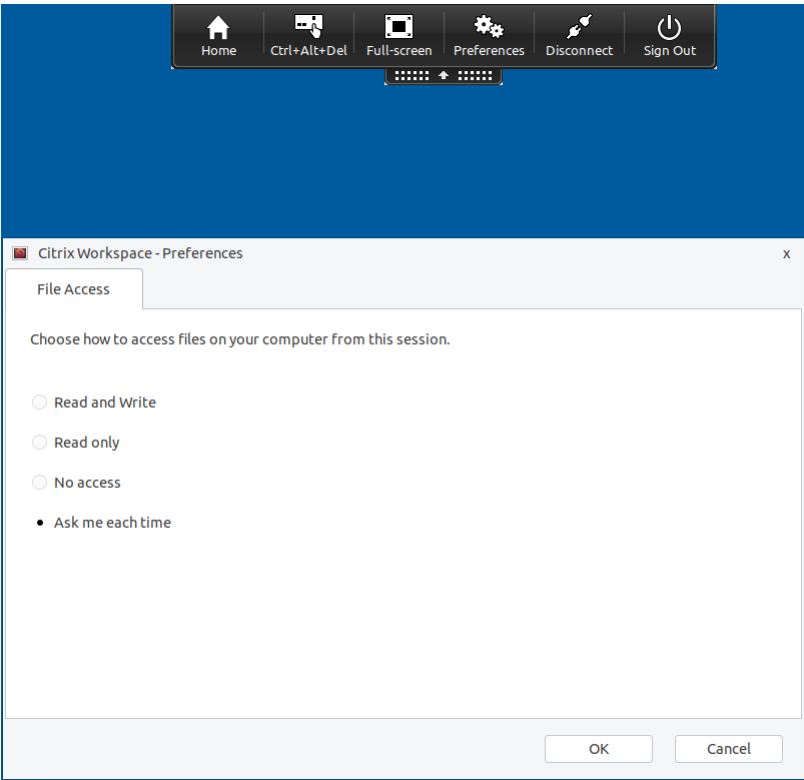 Home Ctrl+Alt+Del Full-screen Preferences Disconnect Sign Out
Citrix Workspace - Preferences x
File Access
Choose how to access files on your computer from this session.
Read and Write
Read only
No access
Ask me each time
OK Cancel